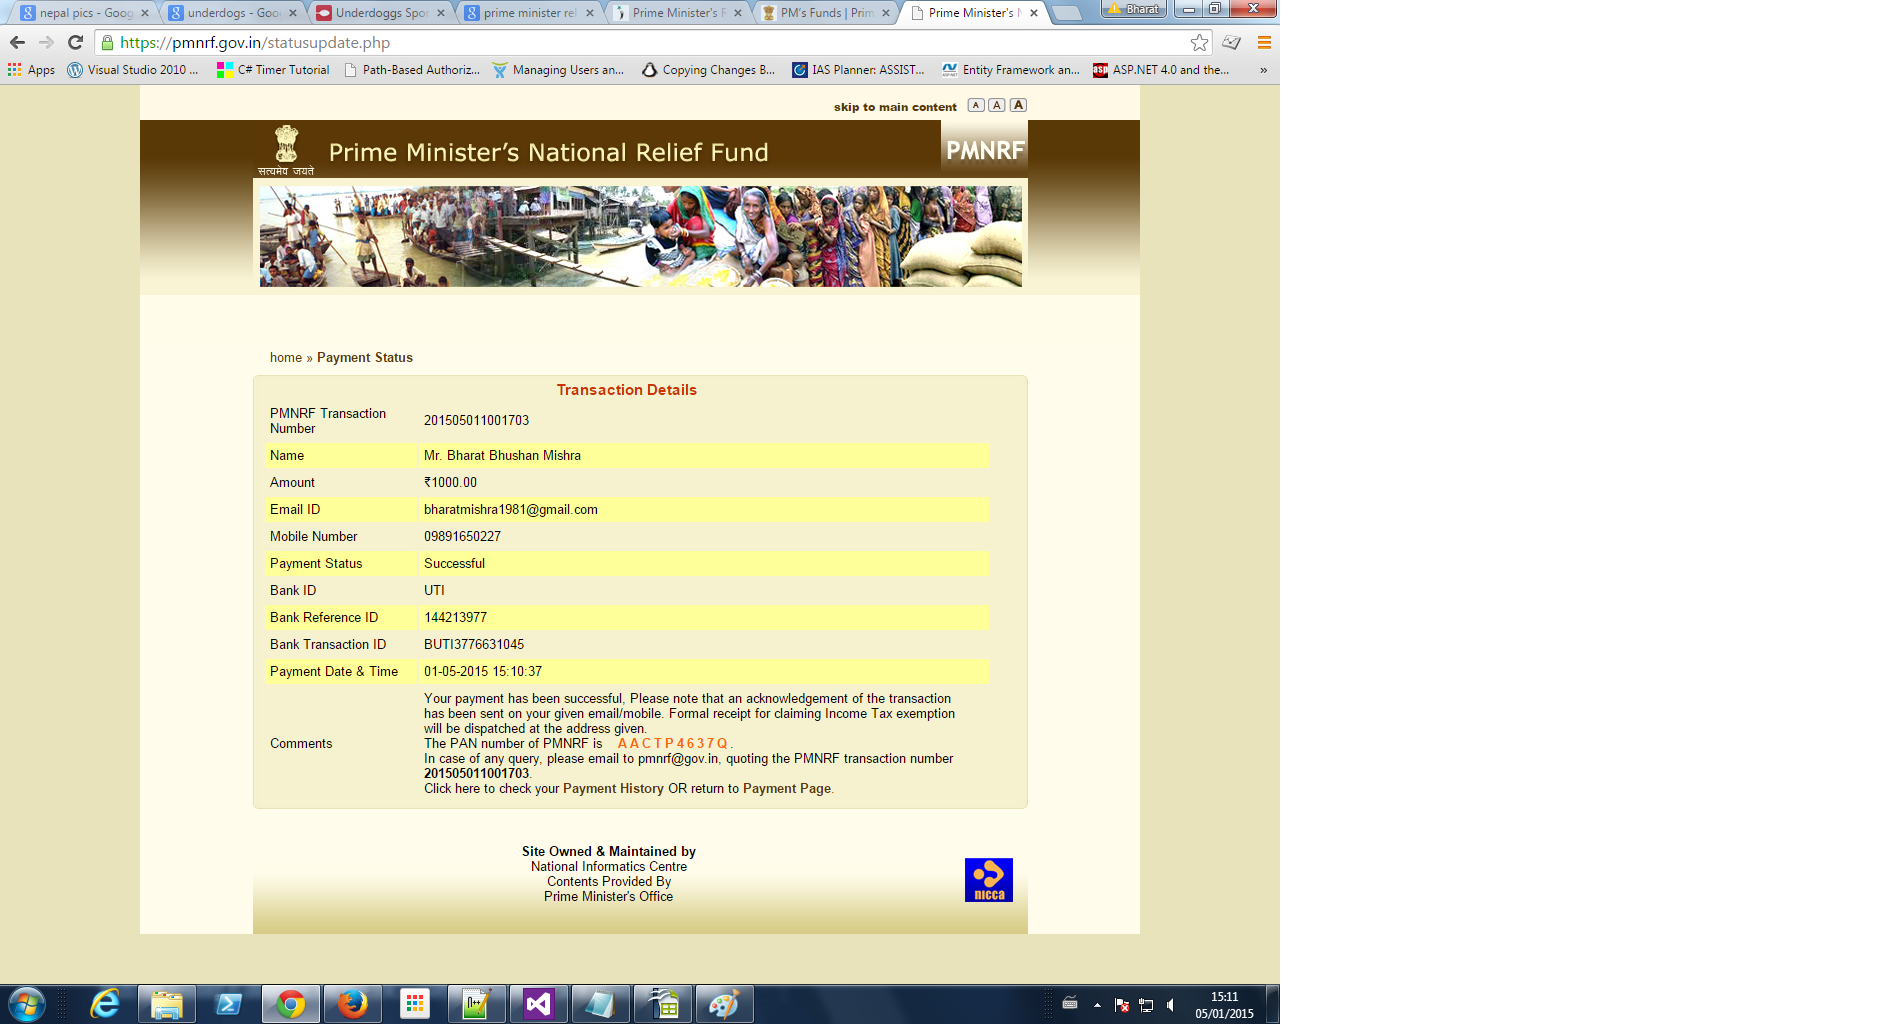 nepal pics - Goog
underdogs - Goo
Underdoggs Spor
prime minister rel
Prime Minister's F
PM's Funds | Prim
Prime Minister's N
Bharat
https://pmnrf.gov.in/statusupdate.php
Apps
Visual Studio 2010 ...
C# Timer Tutorial
Path-Based Authoriz...
Managing Users an...
Copying Changes B...
IAS Planner: ASSIST...
Entity Framework an...
asp
ASP.NET 4.0 and the...
»
skip to main content
A A A
सत्यमेव जयते
Prime Minister's National Relief Fund
PMNRF
home » Payment Status
Transaction Details
PMNRF Transaction
Number
201505011001703
Name Mr. Bharat Bhushan Mishra
Amount ₹1000.00
Email ID bharatmishra1981@gmail.com
Mobile Number 09891650227
Payment Status Successful
Bank ID UTI
Bank Reference ID 144213977
Bank Transaction ID BUTI3776631045
Payment Date & Time 01-05-2015 15:10:37
Comments
Your payment has been successful, Please note that an acknowledgement of the transaction
has been sent on your given email/mobile. Formal receipt for claiming Income Tax exemption
will be dispatched at the address given.
The PAN number of PMNRF is A A C T P 4 6 3 7 Q .
In case of any query, please email to pmnrf@gov.in, quoting the PMNRF transaction number
201505011001703.
Click here to check your Payment History OR return to Payment Page.
Site Owned & Maintained by
National Informatics Centre
Contents Provided By
Prime Minister's Office
nicca
15:11
05/01/2015